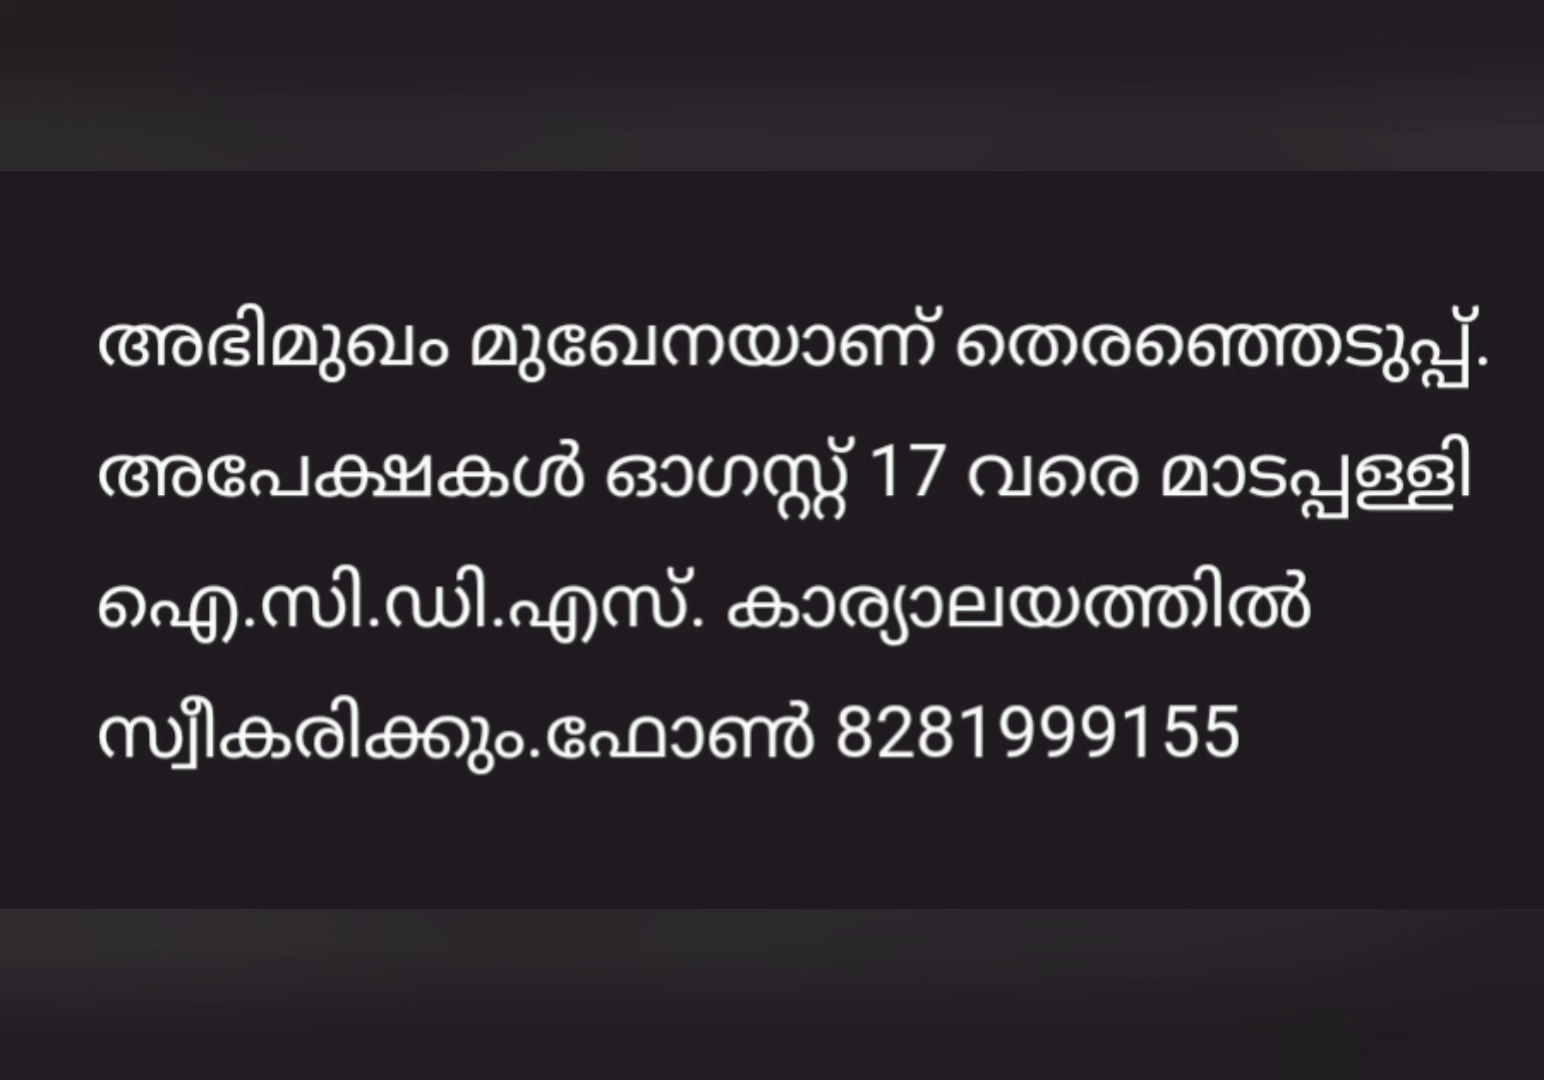 അഭിമുഖം മുഖേനയാണ് തെരഞ്ഞെടുപ്പ്.
അപേക്ഷകൾ ഓഗസ്റ്റ് 17 വരെ മാടപ്പള്ളി
ഐ.സി.ഡി.എസ്. കാര്യാലയത്തിൽ
സ്വീകരിക്കും.ഫോൺ 8281999155